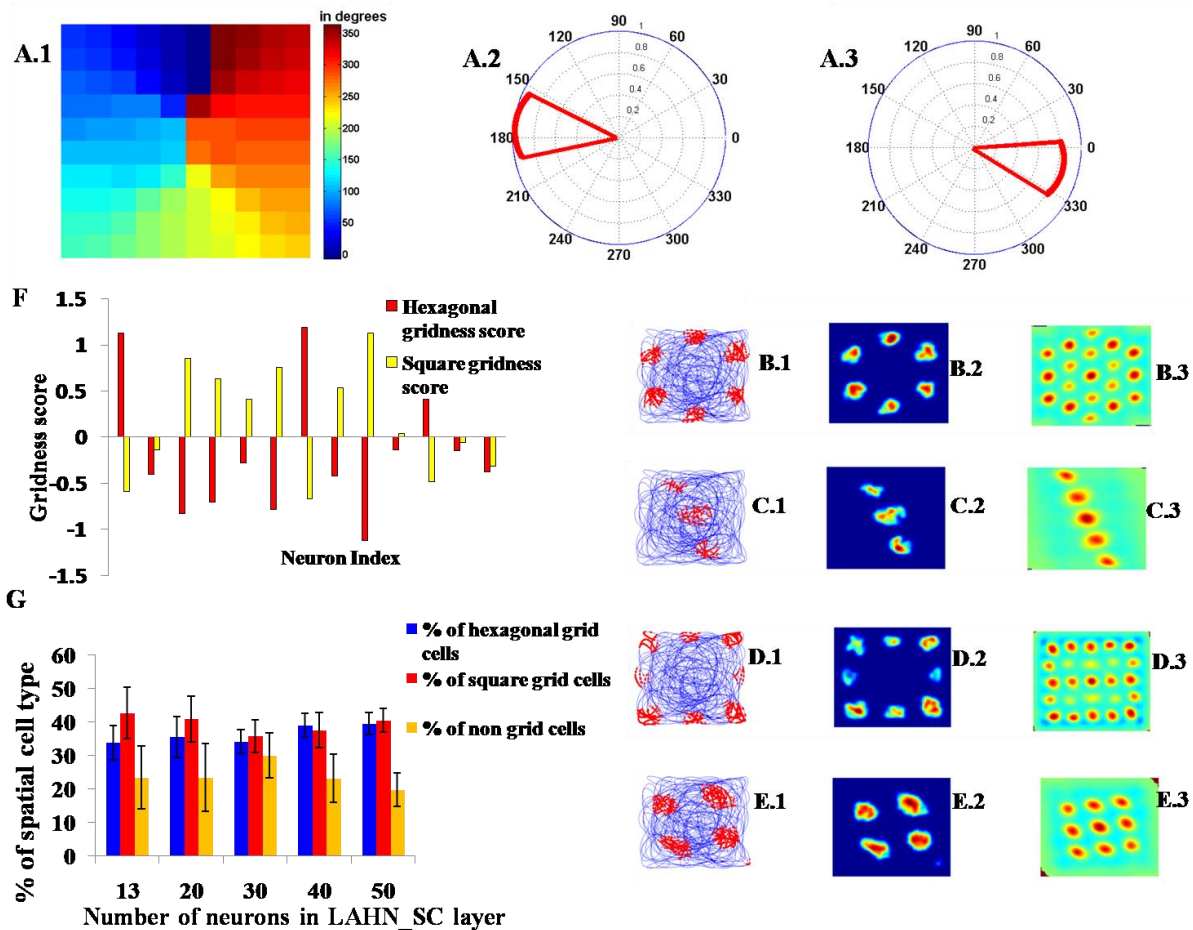 A.1
in degrees
350
300
250
200
150
100
50
0
A.2
90
60
30
0
330
300
270
240
210
180
150
120
1
0.8
0.6
0.4
0.2
A.3
90
60
30
0
330
300
270
240
210
180
150
120
1
0.8
0.6
0.4
0.2
F
Gridness score
1.5
1
0.5
0
-0.5
-1
-1.5
Hexagonal
gridness score
Square gridness
score
Neuron Index
B.1
B.2
B.3
C.1
C.2
C.3
D.1
D.2
D.3
E.1
E.2
E.3
G
% of spatial cell type
60
50
40
30
20
10
0
% of hexagonal grid
cells
% of square grid cells
% of non grid cells
13 20 30 40 50
Number of neurons in LAHN_SC layer